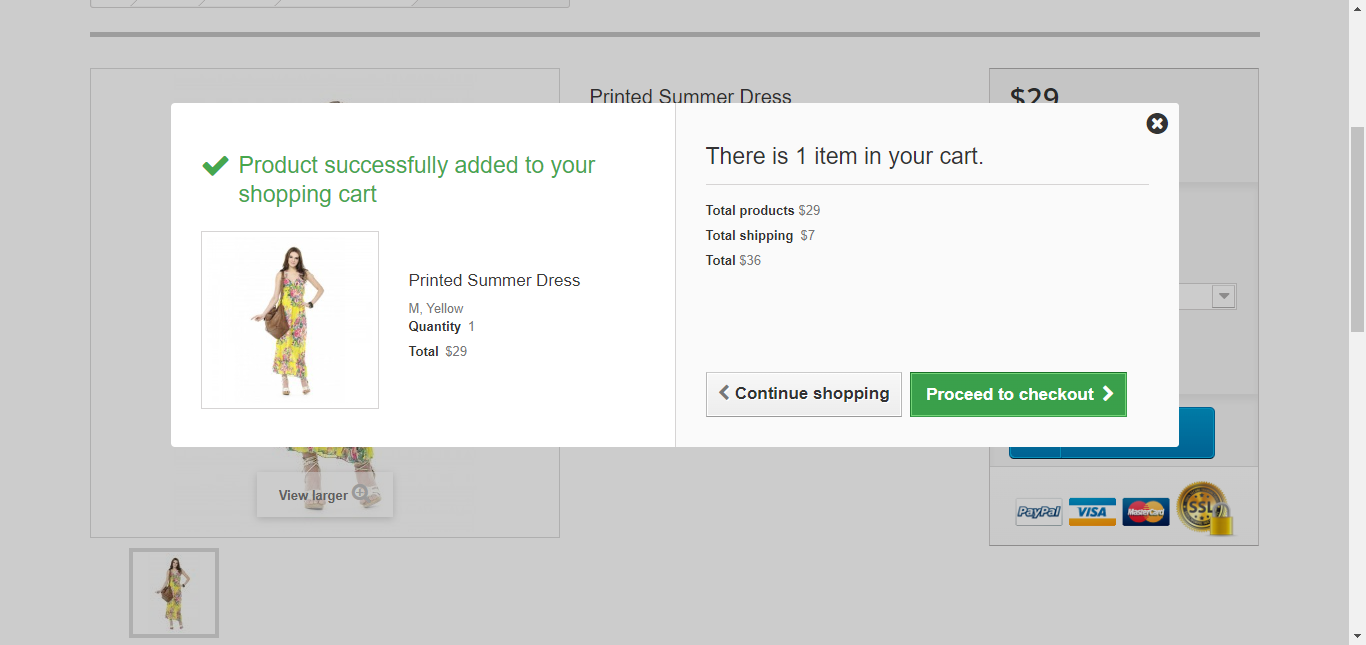 Printed Summer Dress
$29
Product successfully added to your
shopping cart
Printed Summer Dress
M, Yellow
Quantity 1
Total $29
There is 1 item in your cart.
Total products $29
Total shipping $7
Total $36
Continue shopping
Proceed to checkout
View larger
PayPal
VISA
MasterCard
SSL